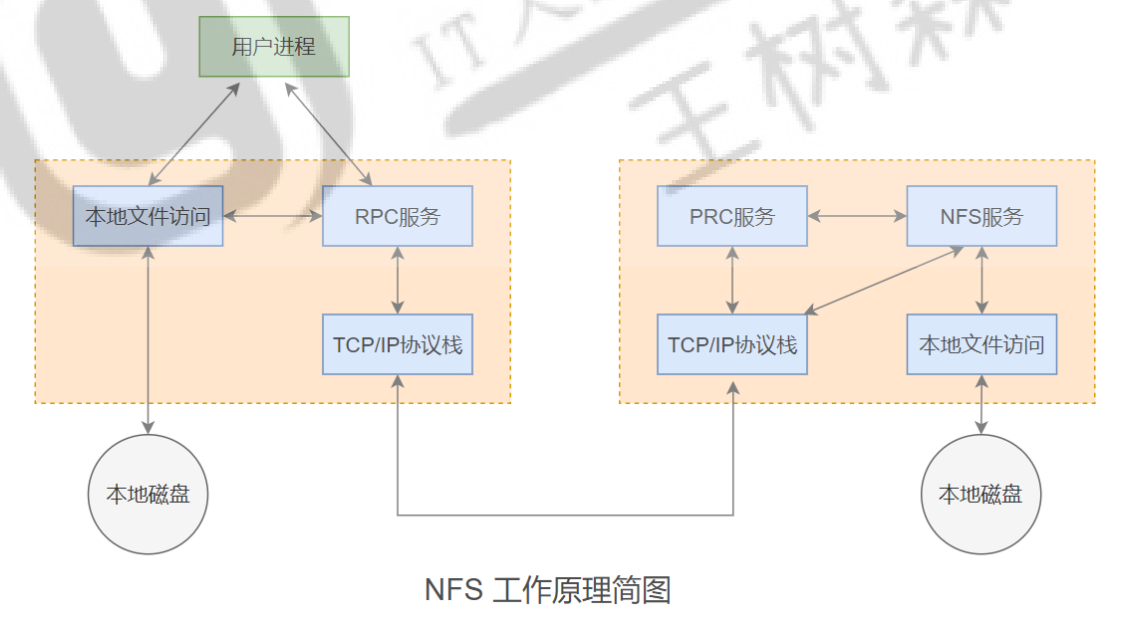 IT人
王树森
用户进程
本地文件访问
RPC服务
PRC服务
NFS服务
TCP/IP协议栈
TCP/IP协议栈
本地文件访问
本地磁盘
本地磁盘
NFS 工作原理简图